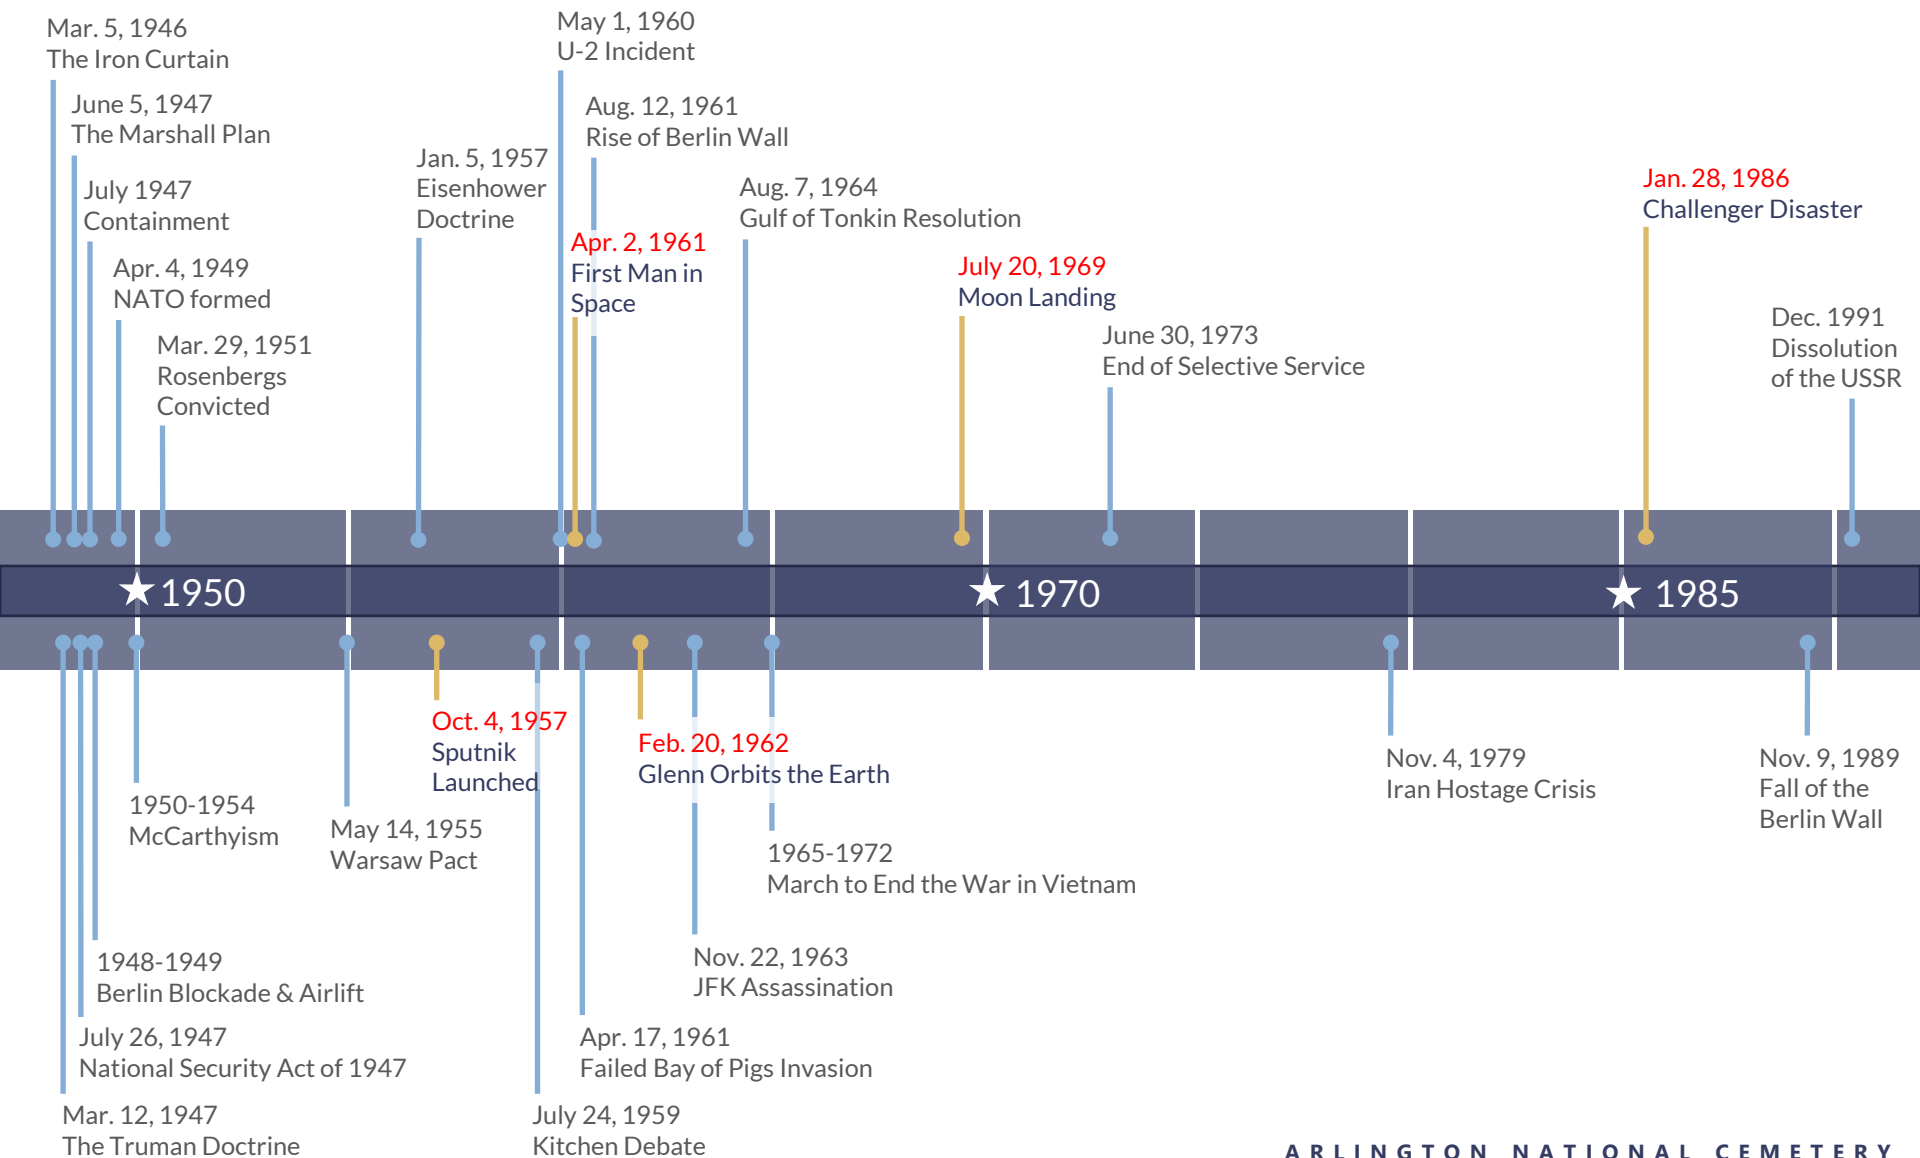 Mar. 5, 1946
The Iron Curtain
June 5, 1947
The Marshall Plan
July 1947
Containment
Apr. 4, 1949
NATO formed
Mar. 29, 1951
Rosenbergs
Convicted
Jan. 5, 1957
Eisenhower
Doctrine
May 1, 1960
U-2 Incident
Aug. 12, 1961
Rise of Berlin Wall
Apr. 2, 1961
First Man in
Space
Aug. 7, 1964
Gulf of Tonkin Resolution
July 20, 1969
Moon Landing
June 30, 1973
End of Selective Service
Jan. 28, 1986
Challenger Disaster
Dec. 1991
Dissolution
of the USSR
1950
1970
1985
Oct. 4, 1957
Sputnik
Launched
Feb. 20, 1962
Glenn Orbits the Earth
1950-1954
McCarthyism
May 14, 1955
Warsaw Pact
1965-1972
March to End the War in Vietnam
Nov. 4, 1979
Iran Hostage Crisis
Nov. 9, 1989
Fall of the
Berlin Wall
1948-1949
Berlin Blockade & Airlift
Nov. 22, 1963
JFK Assassination
July 26, 1947
National Security Act of 1947
Apr. 17, 1961
Failed Bay of Pigs Invasion
Mar. 12, 1947
The Truman Doctrine
July 24, 1959
Kitchen Debate
ARLINGTON NATIONAL CEMETERY